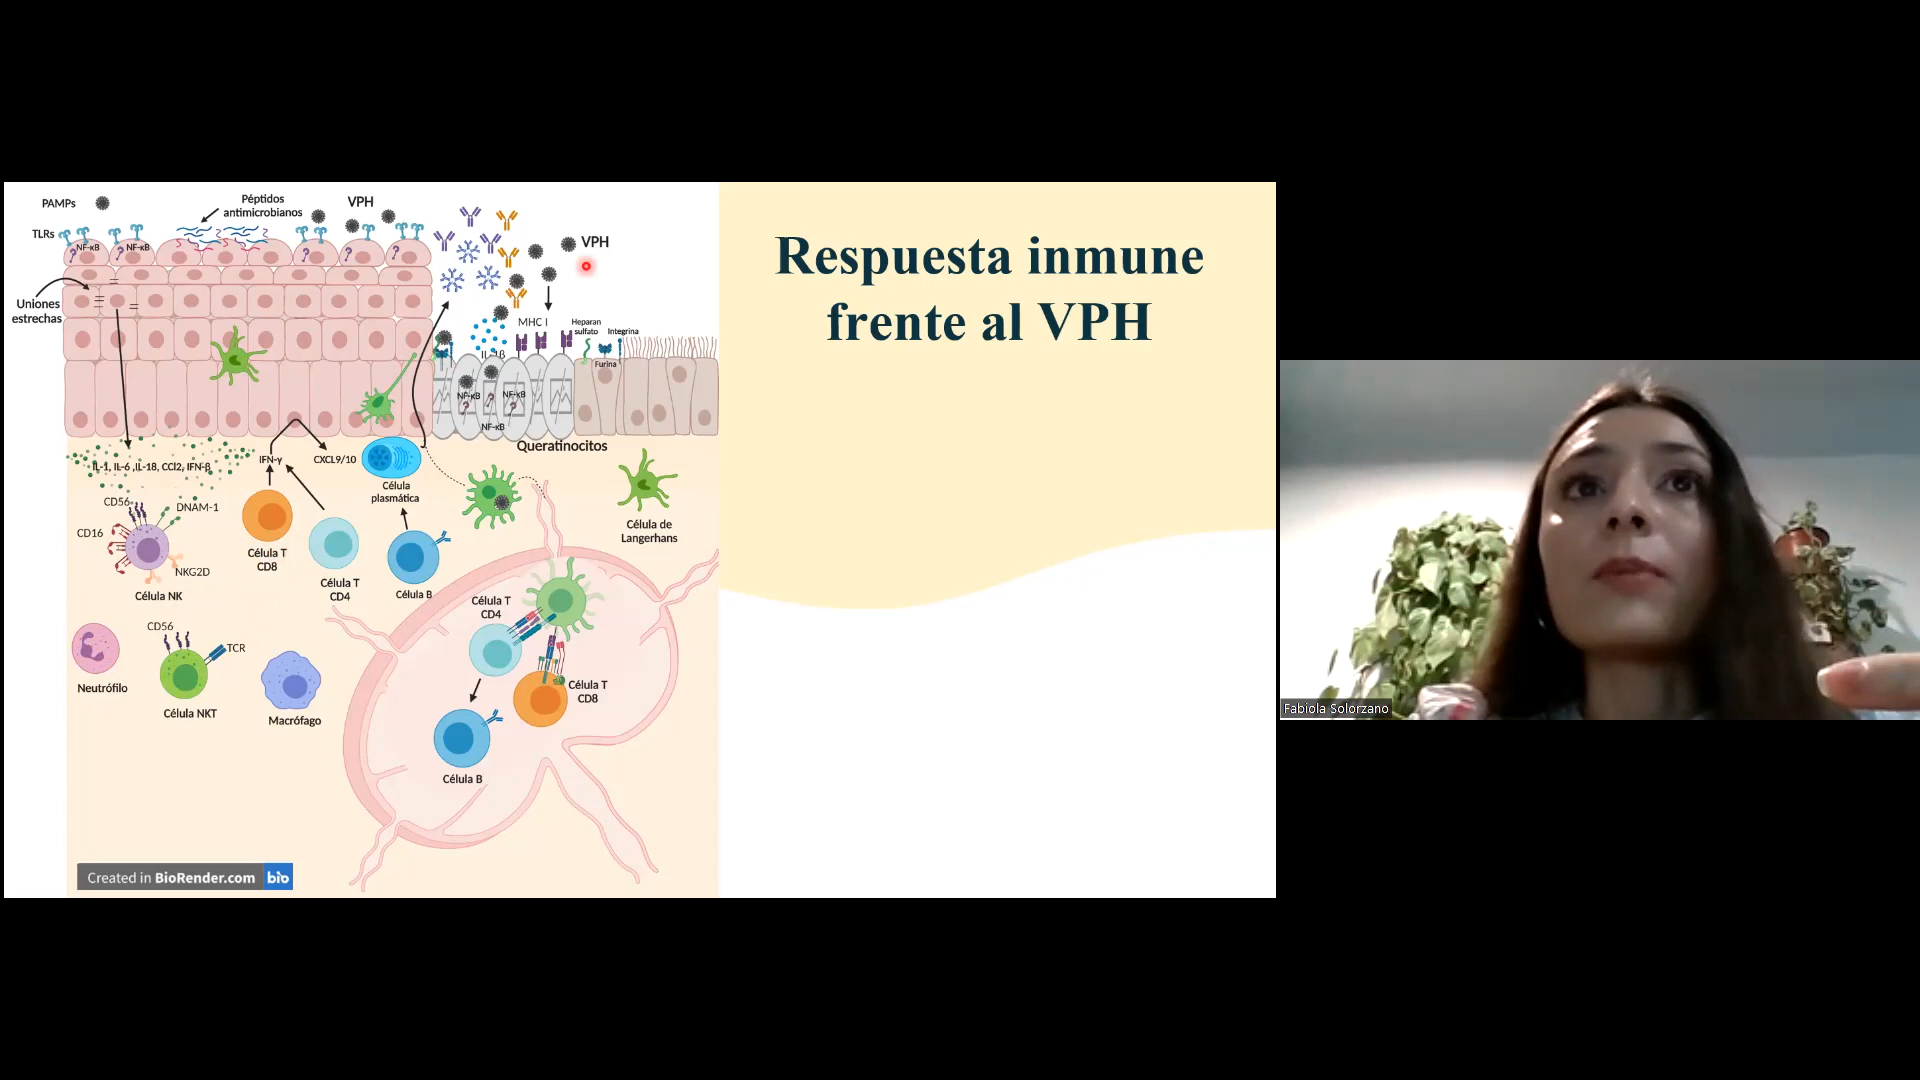 PAMPs
TLRs
NF-κB
NF-κB
Péptidos
antimicrobianos
VPH
VPH
Uniones
estrechas
MHC I
Heparan
sulfato
Integrina
Furina
NF-κB
NF-κB
NF-κB
Queratinocitos
IL-1, IL-6 ,IL-18, CCl2, IFN-β
IFN-γ
CXCL9/10
Célula
plasmática
CD56
DNAM-1
CD16
NKG2D
Célula NK
Célula T
CD8
Célula T
CD4
Célula B
Célula de
Langerhans
CD56
TCR
Neutrófilo
Célula NKT
Macrófago
Célula T
CD4
Célula T
CD8
Célula B
Created in BioRender.com bio
Respuesta inmune
frente al VPH
Fabiola Solorzano